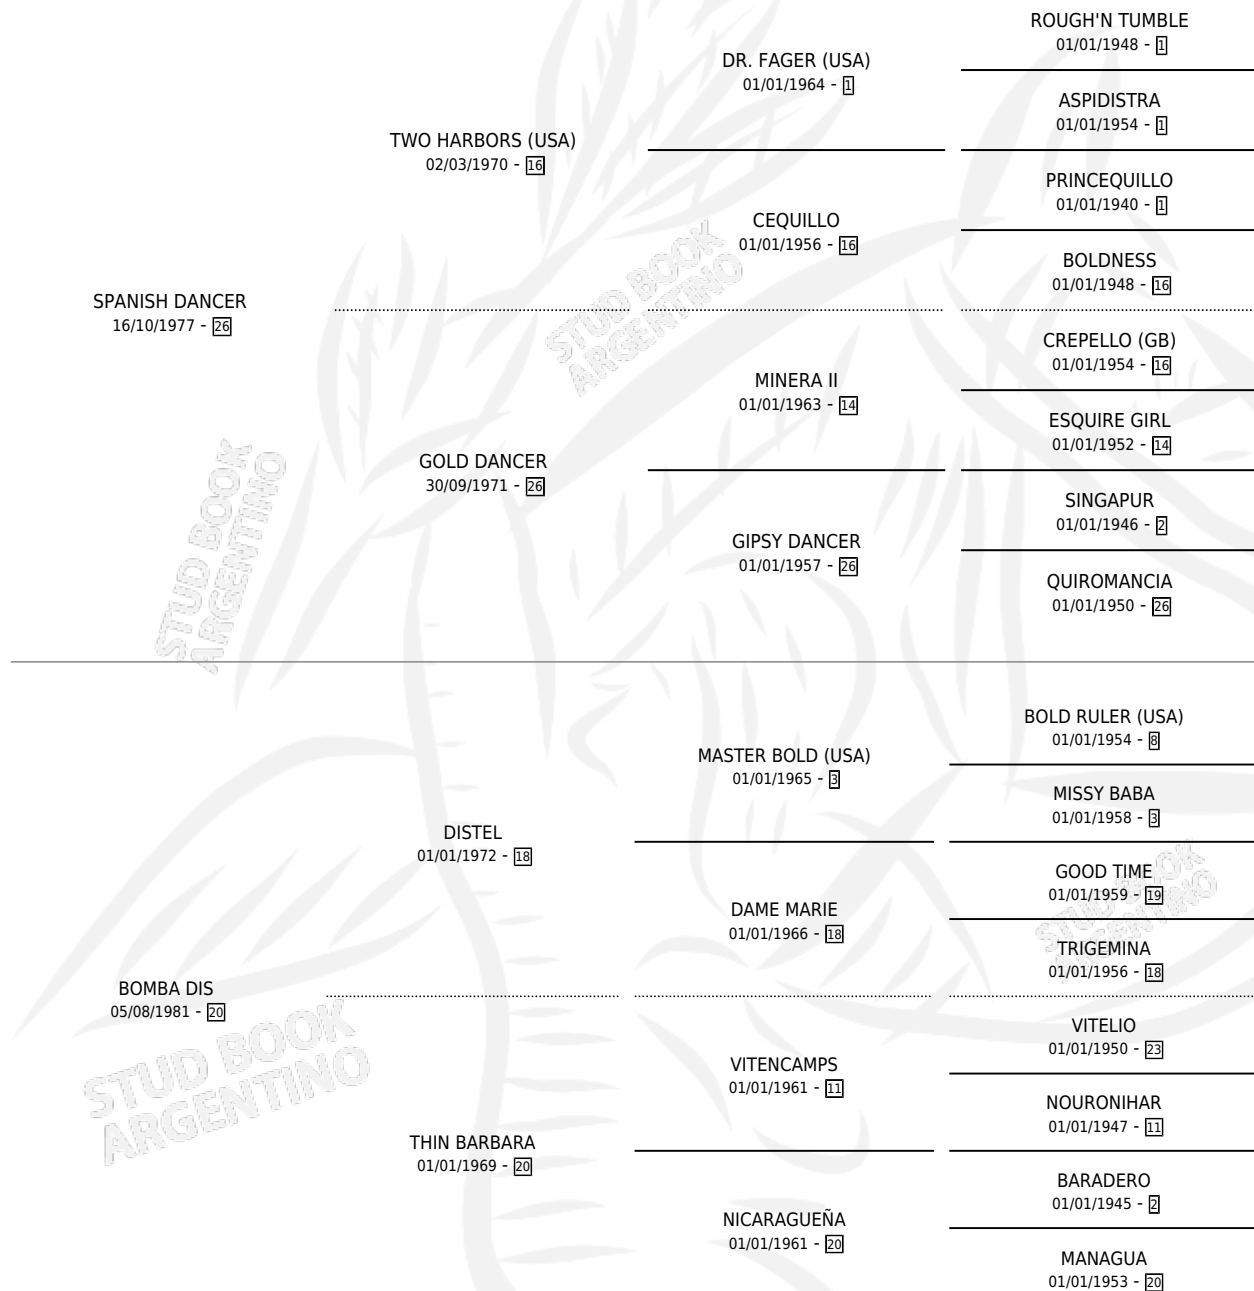 ROUGH'N TUMBLE
01/01/1948 - 1
DR. FAGER (USA)
01/01/1964 - 1
ASPIDISTRA
01/01/1954 - 1
TWO HARBORS (USA)
02/03/1970 - 16
PRINCEQUILLO
01/01/1940 - 1
CEQUILLO
01/01/1956 - 16
BOLDNESS
01/01/1948 - 16
SPANISH DANCER
16/10/1977 - 26
STUD BOOK
ARGENTINO
CREPELLO (GB)
01/01/1954 - 16
MINERA II
01/01/1963 - 14
ESQUIRE GIRL
01/01/1952 - 14
GOLD DANCER
30/09/1971 - 26
SINGAPUR
01/01/1946 - 2
GIPSY DANCER
01/01/1957 - 26
QUIROMANCIA
01/01/1950 - 26
STUD BOOK
ARGENTINO
BOLD RULER (USA)
01/01/1954 - 8
MASTER BOLD (USA)
01/01/1965 - 3
MISSY BABA
01/01/1958 - 3
DISTEL
01/01/1972 - 18
GOOD TIME
01/01/1959 - 19
DAME MARIE
01/01/1966 - 18
STUD BOOK
ARGENTINO
TRIGEMINA
01/01/1956 - 18
BOMBA DIS
05/08/1981 - 20
STUD BOOK
ARGENTINO
VITELIO
01/01/1950 - 23
VITENCAMPS
01/01/1961 - 11
NOURONIHAR
01/01/1947 - 11
THIN BARBARA
01/01/1969 - 20
BARADERO
01/01/1945 - 2
NICARAGUEÑA
01/01/1961 - 20
MANAGUA
01/01/1953 - 20